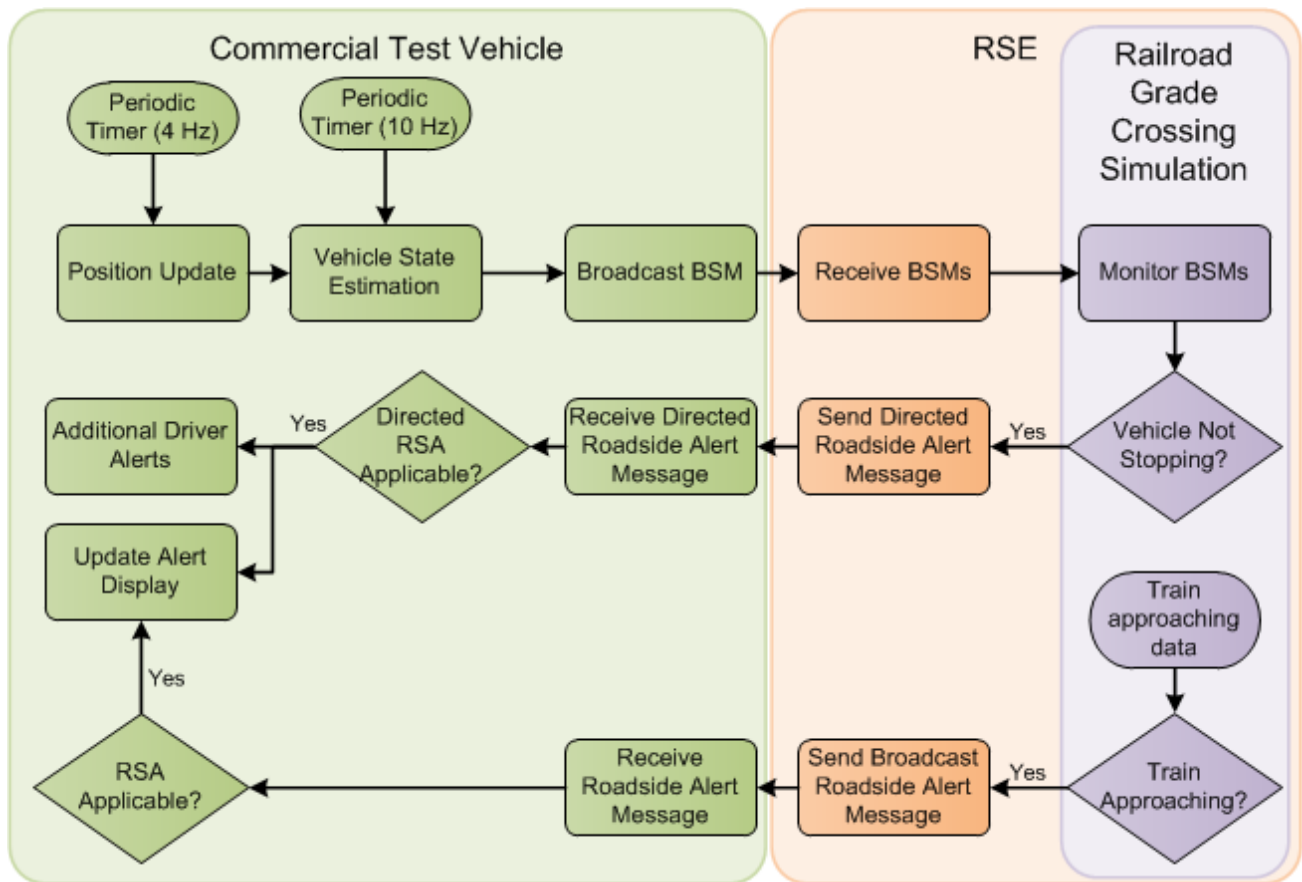 Commercial Test Vehicle
RSE
Railroad
Grade
Crossing
Simulation
Periodic
Timer (4 Hz)
Periodic
Timer (10 Hz)
Position Update
Vehicle State
Estimation
Broadcast BSM
Receive BSMs
Monitor BSMs
Additional Driver
Alerts
Yes
Directed
RSA
Applicable?
Receive Directed
Roadside Alert
Message
Send Directed
Roadside Alert
Message
Yes
Vehicle Not
Stopping?
Update Alert
Display
Train
approaching
data
Yes
RSA
Applicable?
Receive
Roadside Alert
Message
Send Broadcast
Roadside Alert
Message
Yes
Train
Approaching?